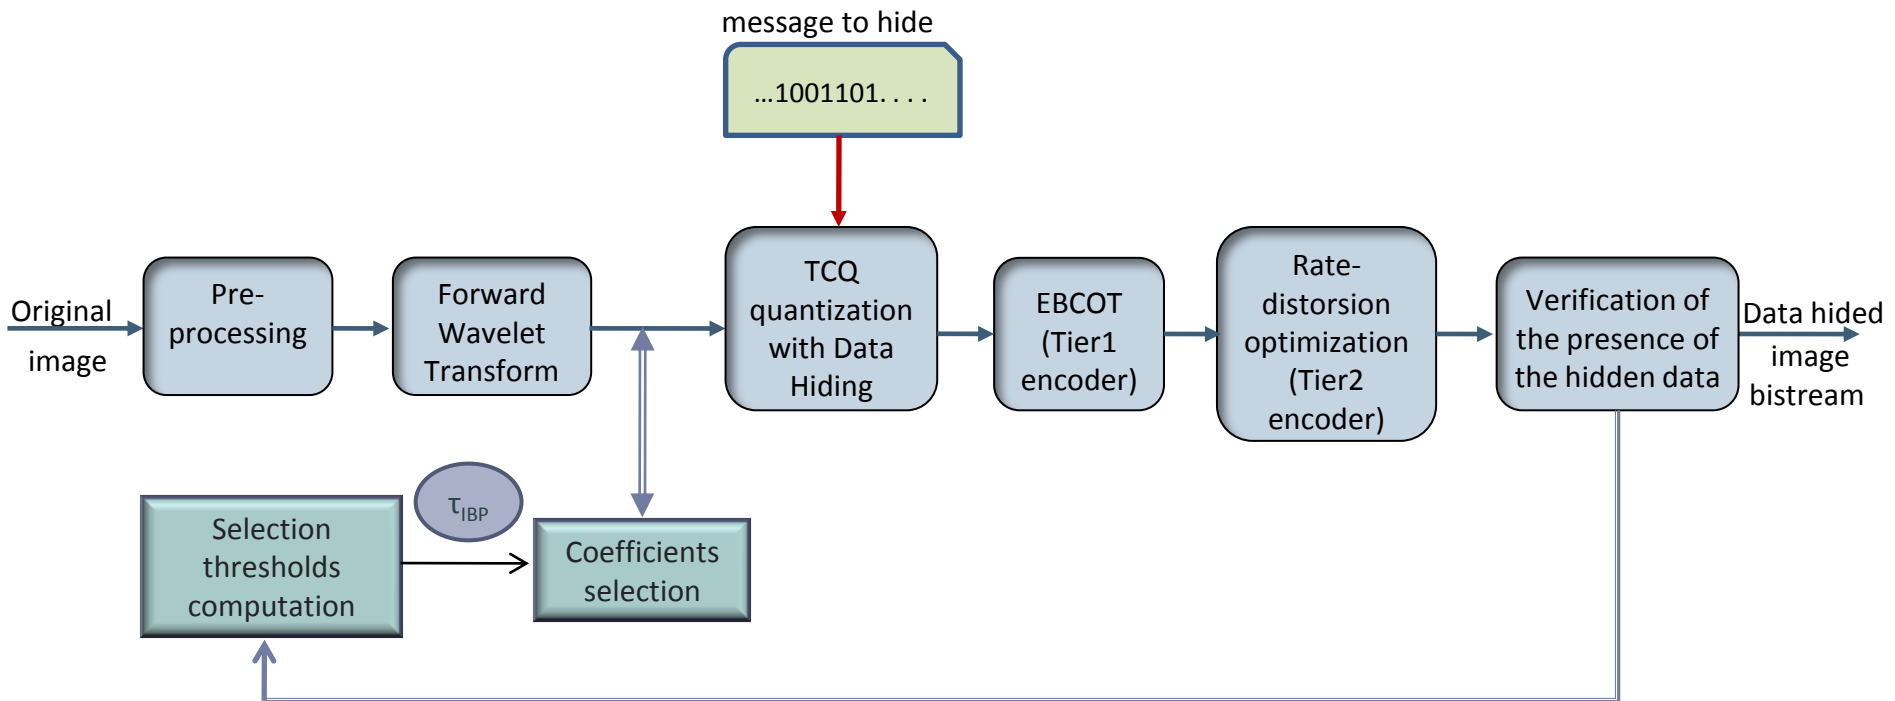 message to hide
...1001101. . . .
Original
image
Pre-
processing
Forward
Wavelet
Transform
TCQ
quantization
with Data
Hiding
EBCOT
(Tier1
encoder)
Rate-
distorsion
optimization
(Tier2
encoder)
Verification of
the presence of
the hidden data
Data hided
image
bistream
Selection
thresholds
computation
τIBP
Coefficients
selection